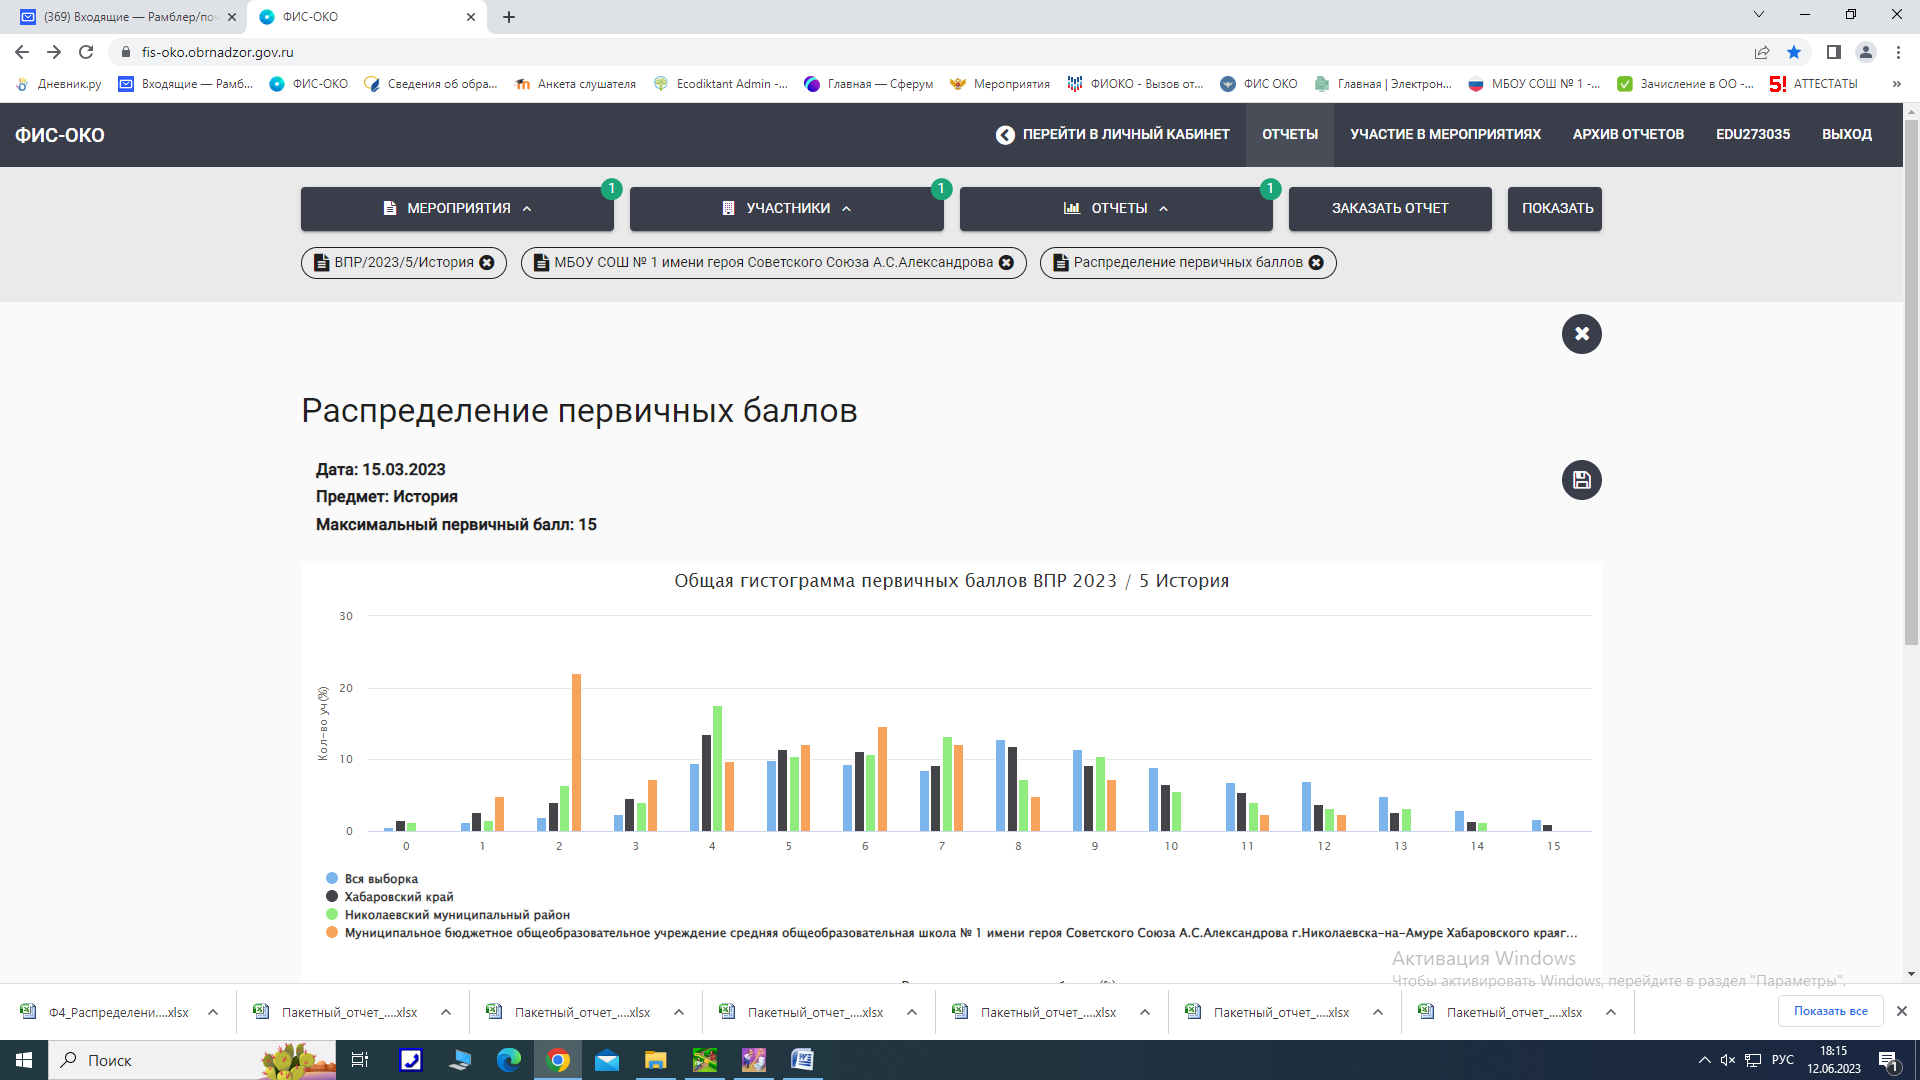 (369) Входящие — Рамблер/по
ФИС-ОКО
fis-oko.obrnadzor.gov.ru
Дневник.ру
Входящие — Рамб...
ФИС-ОКО
Сведения об обра...
Анкета слушателя
Ecodiktant Admin -...
Главная — Сферум
Мероприятия
ФИОКО - Вызов от...
ФИС ОКО
Главная | Электрон...
МБОУ СОШ № 1 -...
Зачисление в ОО -...
5! АТТЕСТАТЫ
»
ФИС-ОКО
ПЕРЕЙТИ В ЛИЧНЫЙ КАБИНЕТ
ОТЧЕТЫ
УЧАСТИЕ В МЕРОПРИЯТИЯХ
АРХИВ ОТЧЕТОВ
EDU273035
ВЫХОД
МЕРОПРИЯТИЯ 1
УЧАСТНИКИ 1
ОТЧЕТЫ 1
ЗАКАЗАТЬ ОТЧЕТ
ПОКАЗАТЬ
ВПР/2023/5/История
МБОУ СОШ № 1 имени героя Советского Союза А.С.Александрова
Распределение первичных баллов
Распределение первичных баллов
Дата: 15.03.2023
Предмет: История
Максимальный первичный балл: 15
Общая гистограмма первичных баллов ВПР 2023 / 5 История
Кол-во уч(%)
30
20
10
0
0 1 2 3 4 5 6 7 8 9 10 11 12 13 14 15
Вся выборка
Хабаровский край
Николаевский муниципальный район
Муниципальное бюджетное общеобразовательное учреждение средняя общеобразовательная школа № 1 имени героя Советского Союза А.С.Александрова г.Николаевска-на-Амуре Хабаровского краяг...
Активация Windows
Чтобы активировать Windows, перейдите в раздел "Параметры".
Ф4_Распределени....xlsx
Пакетный_отчет_....xlsx
Пакетный_отчет_....xlsx
Пакетный_отчет_....xlsx
Пакетный_отчет_....xlsx
Пакетный_отчет_....xlsx
Пакетный_отчет_....xlsx
Показать все
Поиск
РУС
18:15
12.06.2023
1